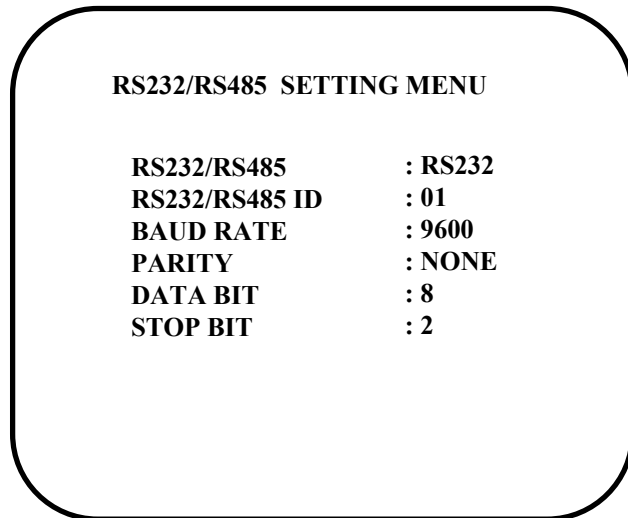 RS232/RS485 SETTING MENU
RS232/RS485 : RS232
RS232/RS485 ID : 01
BAUD RATE : 9600
PARITY : NONE
DATA BIT : 8
STOP BIT : 2